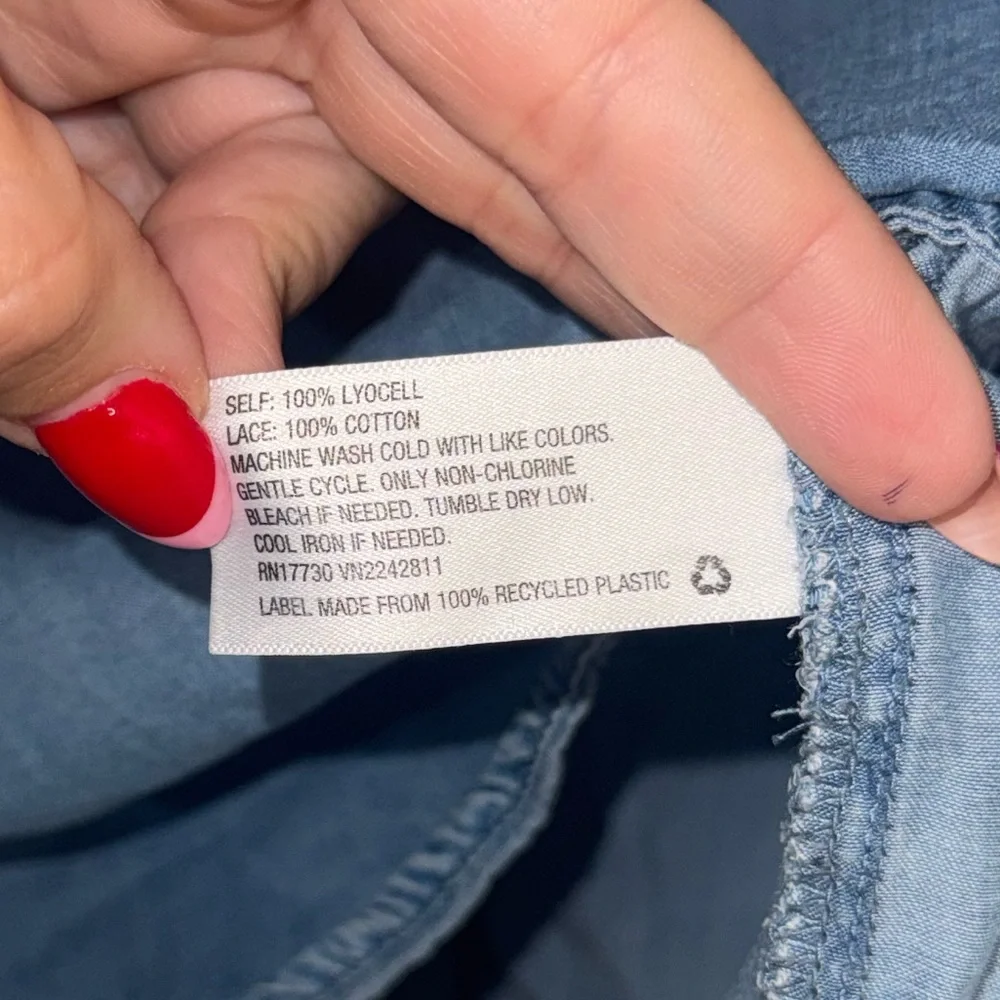 SELF: 100% LYOCELL
LACE: 100% COTTON
MACHINE WASH COLD WITH LIKE COLORS.
GENTLE CYCLE. ONLY NON-CHLORINE
BLEACH IF NEEDED. TUMBLE DRY LOW.
COOL IRON IF NEEDED.
RN17730 VN2242811
LABEL MADE FROM 100% RECYCLED PLASTIC